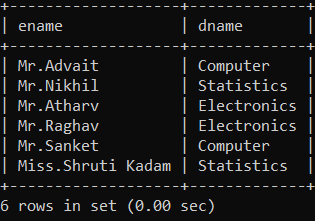 +-------------------+-------------+
| ename             | dname       |
+-------------------+-------------+
| Mr.Advait         | Computer    |
| Mr.Nikhil         | Statistics  |
| Mr.Atharv         | Electronics |
| Mr.Raghav         | Electronics |
| Mr.Sanket         | Computer    |
| Miss.Shruti Kadam | Statistics  |
+-------------------+-------------+
6 rows in set (0.00 sec)